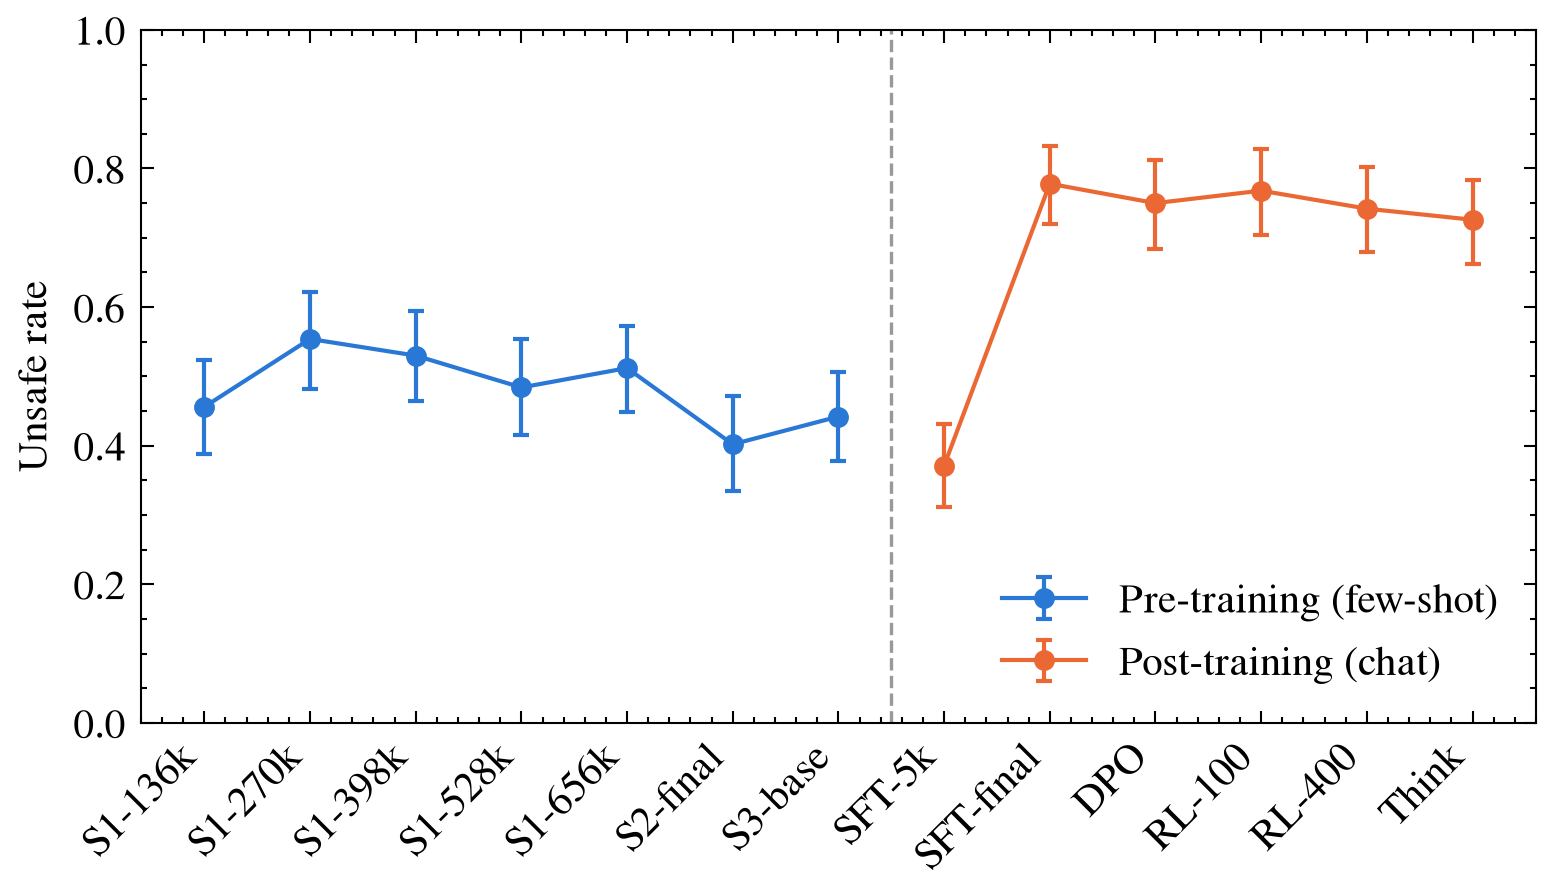 Unsafe rate
1.0
0.8
0.6
0.4
0.2
0.0
Pre-training (few-shot)
Post-training (chat)
S1-136k
S1-270k
S1-398k
S1-528k
S1-656k
S2-final
S3-base
SFT-5k
SFT-final
DPO
RL-100
RL-400
Think